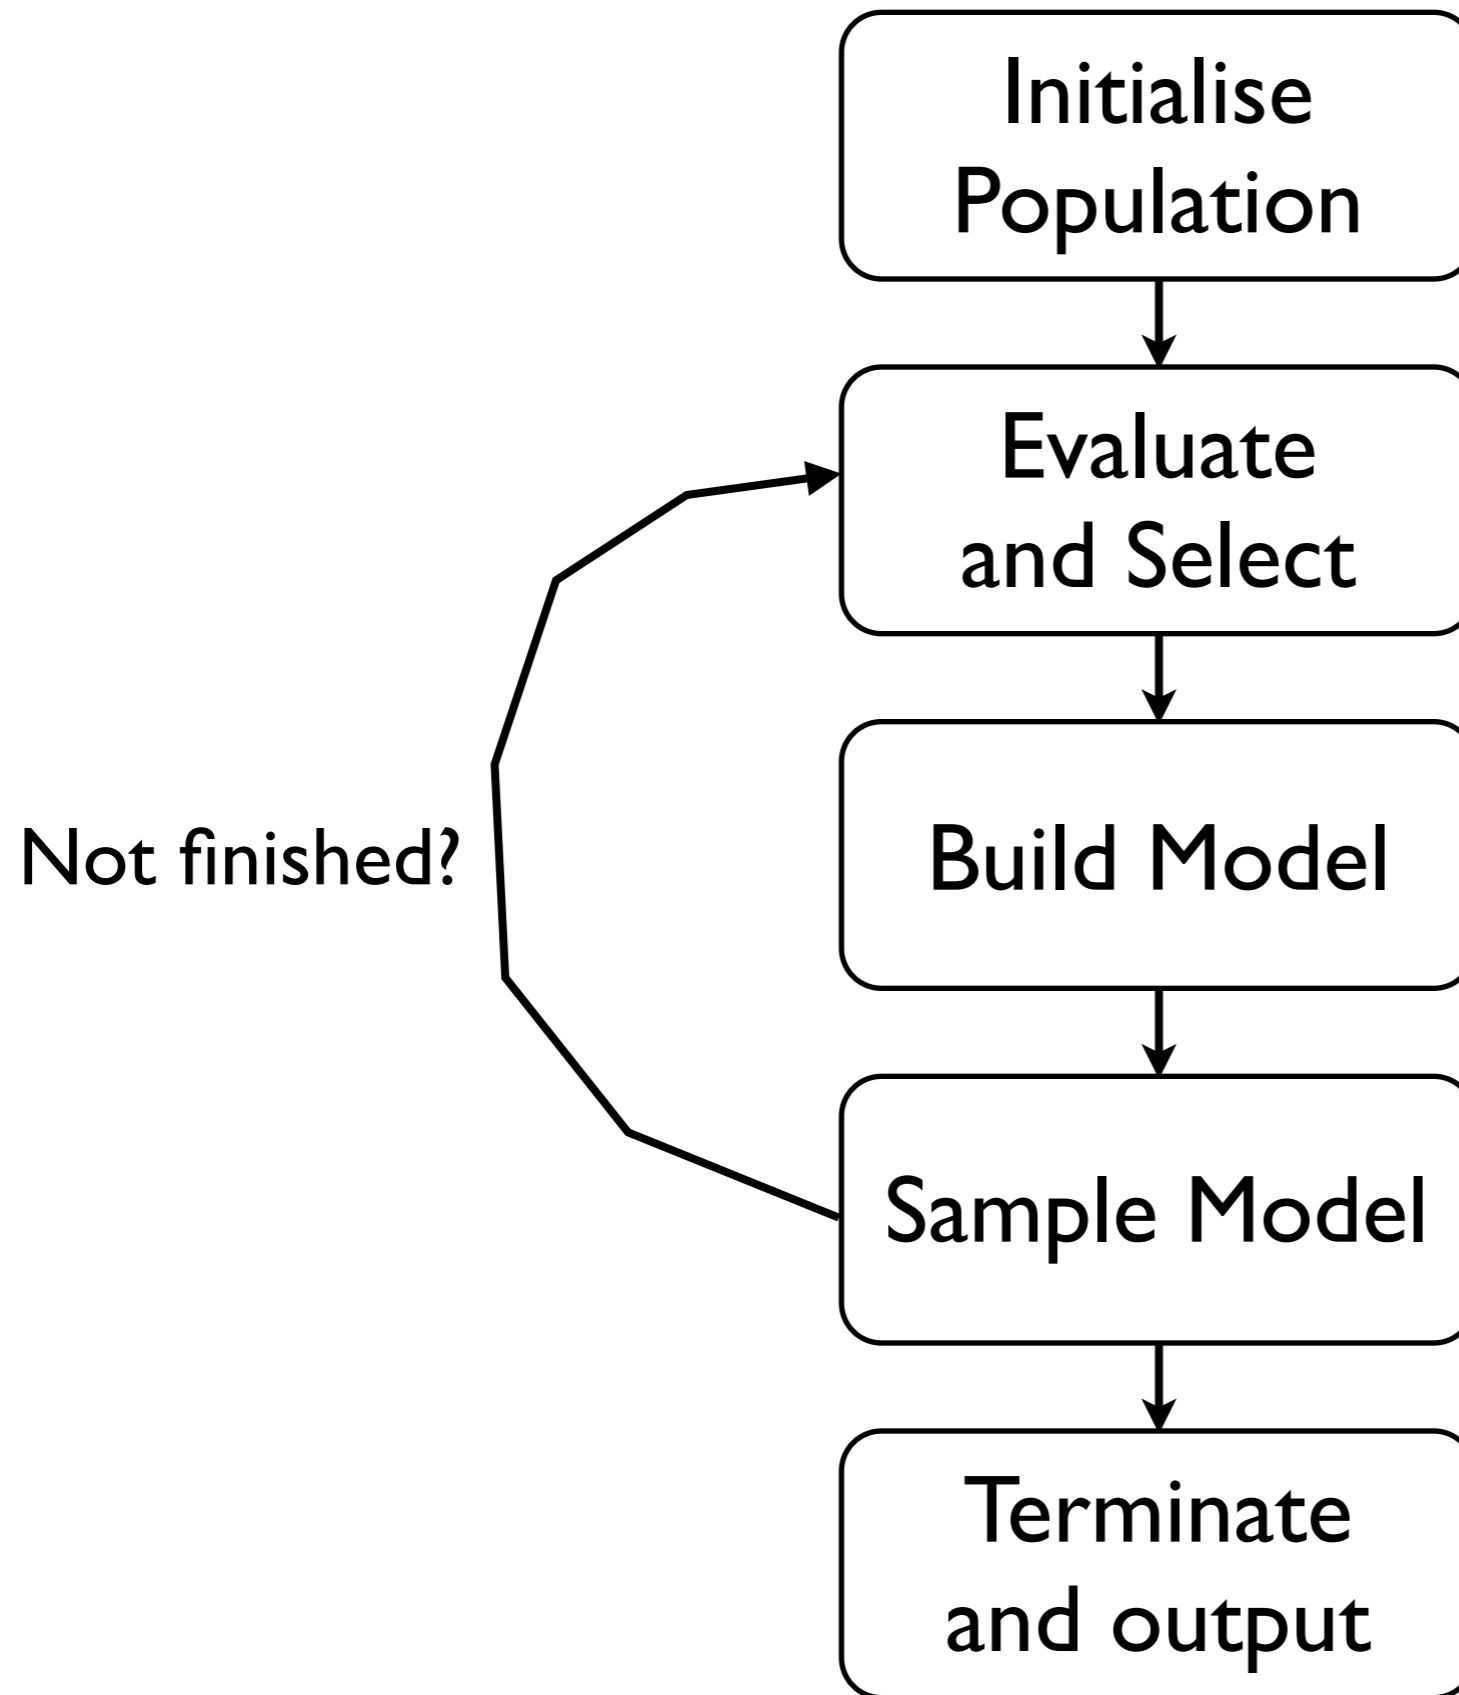 Initialise
Population
Evaluate
and Select
Not finished?
Build Model
Sample Model
Terminate
and output